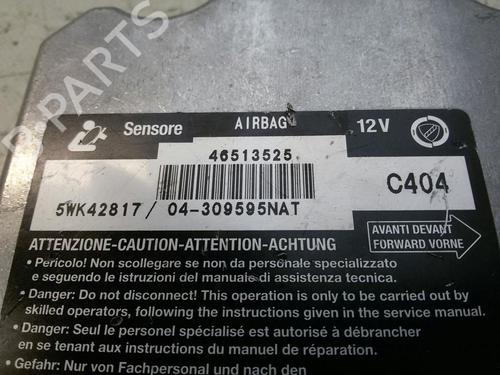 B-PARTS
Sensore AIRBAG 12V
46513525
5WK42817/ 04-309595NAT C404
AVANTI DEVANT
FORWARD VORNE
ATTENZIONE-CAUTION-ATTENTION-ACHTUNG
• Pericolo! Non scollegare se non da personale specializzato
e seguendo le istruzioni del manuale di assistenza tecnica.
• Danger: Do not disconnect! This operation is only to be carried out by
skilled operators, following the instructions given in the service manual.
• Danger: Seul le personel spécialisé est autorisé à débrancher
en se tenant aux instructions du manuel de réparation.
• Gefahr: Nur von Fachpersonal und nach den